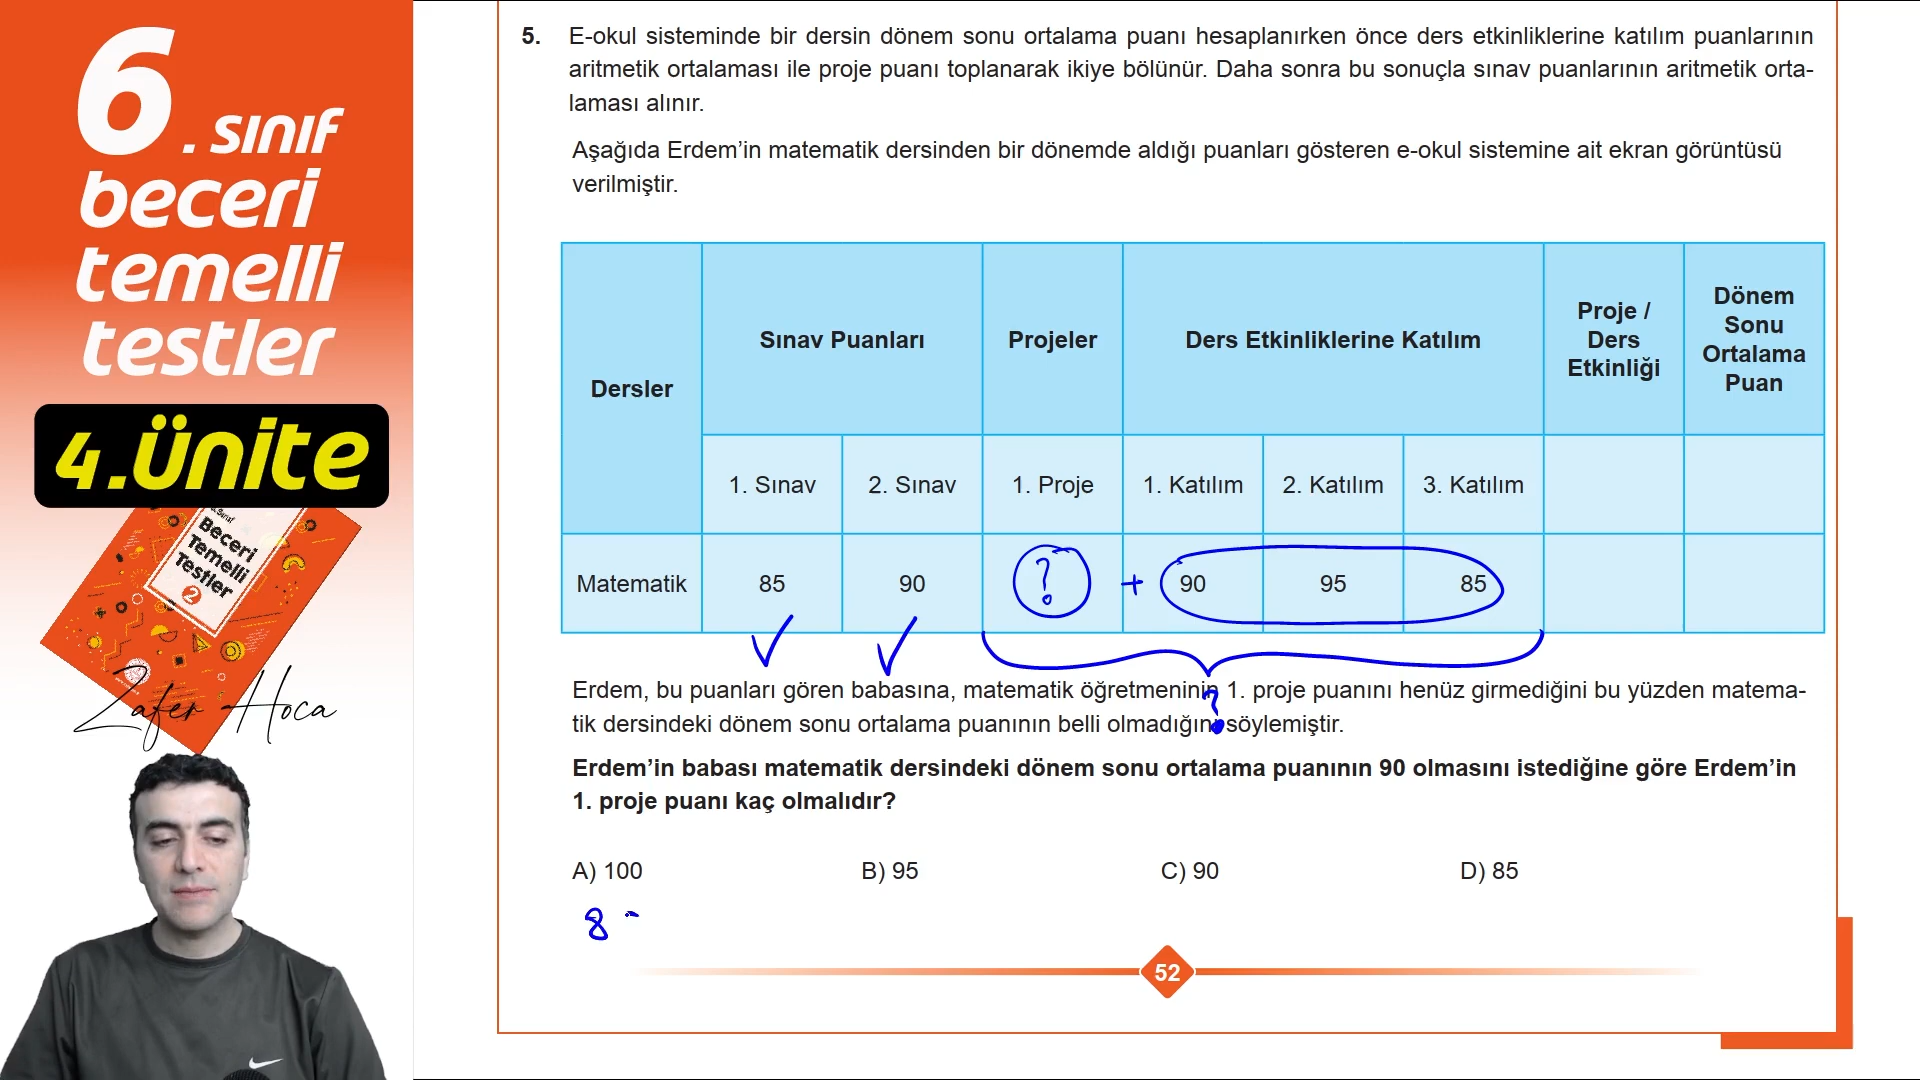 6. sınıf
beceri
temelli
testler
4.ünite
Beceri
Temelli
Testler
2
Zafer Hoca
5. E-okul sisteminde bir dersin dönem sonu ortalama puanı hesaplanırken önce ders etkinliklerine katılım puanlarının
aritmetik ortalaması ile proje puanı toplanarak ikiye bölünür. Daha sonra bu sonuçla sınav puanlarının aritmetik orta-
laması alınır.
Aşağıda Erdem’in matematik dersinden bir dönemde aldığı puanları gösteren e-okul sistemine ait ekran görüntüsü
verilmiştir.
Dersler
Sınav Puanları
Projeler
Ders Etkinliklerine Katılım
Proje /
Ders
Etkinliği
Dönem
Sonu
Ortalama
Puan
1. Sınav 2. Sınav 1. Proje 1. Katılım 2. Katılım 3. Katılım
Matematik 85 90 ? + 90 95 85
Erdem, bu puanları gören babasına, matematik öğretmeninin 1. proje puanını henüz girmediğini bu yüzden matema-
tik dersindeki dönem sonu ortalama puanının belli olmadığını söylemiştir.
?
Erdem’in babası matematik dersindeki dönem sonu ortalama puanının 90 olmasını istediğine göre Erdem’in
1. proje puanı kaç olmalıdır?
A) 100 B) 95 C) 90 D) 85
8
52